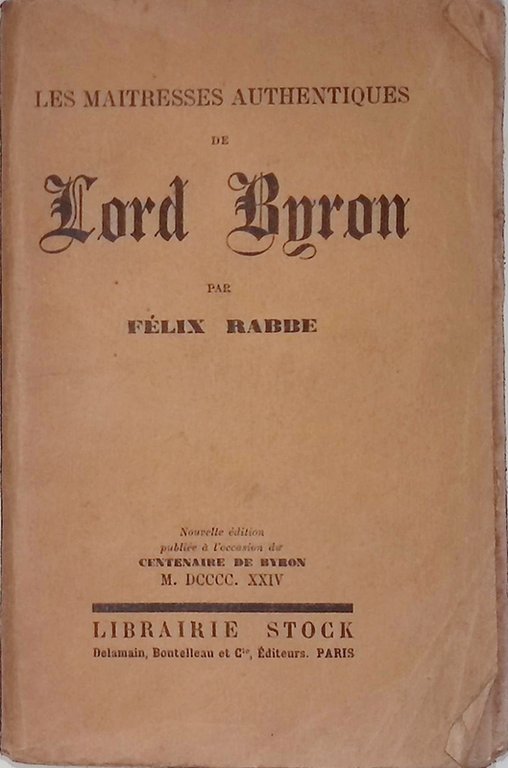 LES MAITRESSES AUTHENTIQUES
DE
Lord Byron
PAR
FÉLIX RABBE
Nouvelle édition
publiée à l'occasion du
CENTENAIRE DE BYRON
M. DCCCC. XXIV
LIBRAIRIE STOCK
Delamain, Boutelleau et Cie, Éditeurs. PARIS